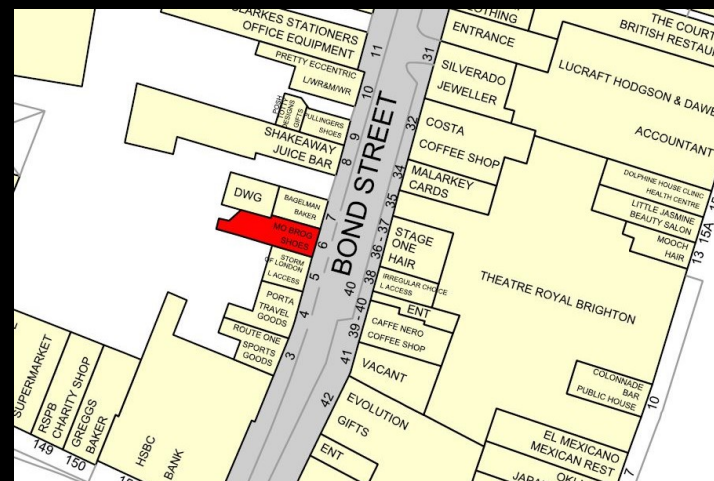 CLARKES STATIONERS
OFFICE EQUIPMENT
PRETTY ECCENTRIC
L/WR&M/WR
POSH
TOTTY
DESIGNS
GIFTS
PULLINGERS
SHOES
SHAKEAWAY
JUICE BAR
DWG
BAGELMAN
BAKER
MO BROG
SHOES
STORM
OF LONDON
L ACCESS
PORTA
TRAVEL
GOODS
ROUTE ONE
SPORTS
GOODS
SUPERMARKET
RSPB
CHARITY SHOP
GREGGS
BAKER
149
150
HSBC
BANK
11
10
9
8
7
6
5
4
3
BOND STREET
31
32
34
35
36 - 37
38
40
39 - 40
41
42
CLOTHING
ENTRANCE
SILVERADO
JEWELLER
COSTA
COFFEE SHOP
MALARKEY
CARDS
STAGE
ONE
HAIR
IRREGULAR CHOICE
L ACCESS
ENT
CAFFE NERO
COFFEE SHOP
VACANT
EVOLUTION
GIFTS
ENT
THE COURT
BRITISH RESTAU
LUCRAFT HODGSON & DAWE
ACCOUNTANT
DOLPHINE HOUSE CLINIC
HEALTH CENTRE
LITTLE JASMINE
BEAUTY SALON
MOOCH
HAIR
13
15A
THEATRE ROYAL BRIGHTON
COLONNADE
BAR
PUBLIC HOUSE
10
EL MEXICANO
MEXICAN REST
7